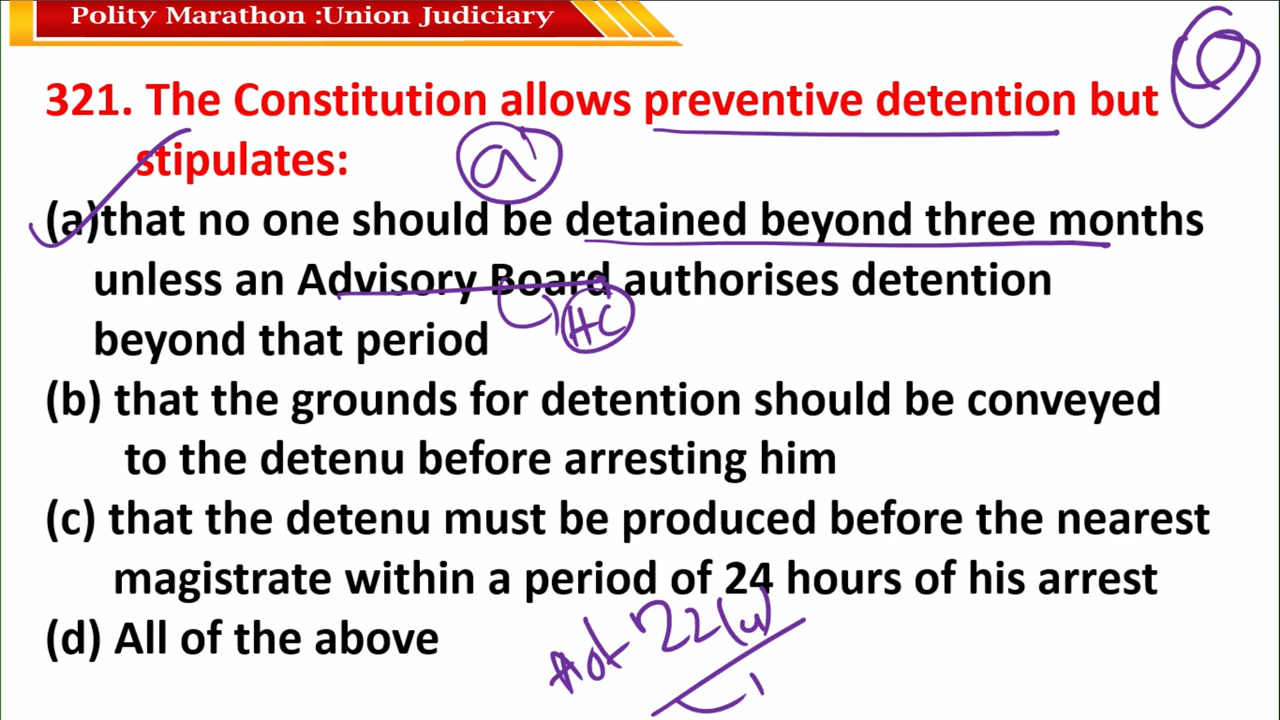 Polity Marathon :Union Judiciary
321. The Constitution allows preventive detention but
stipulates:
a
(a)that no one should be detained beyond three months
unless an Advisory Board authorises detention
HC
beyond that period
(b) that the grounds for detention should be conveyed
to the detenu before arresting him
(c) that the detenu must be produced before the nearest
magistrate within a period of 24 hours of his arrest
(d) All of the above
22(4)